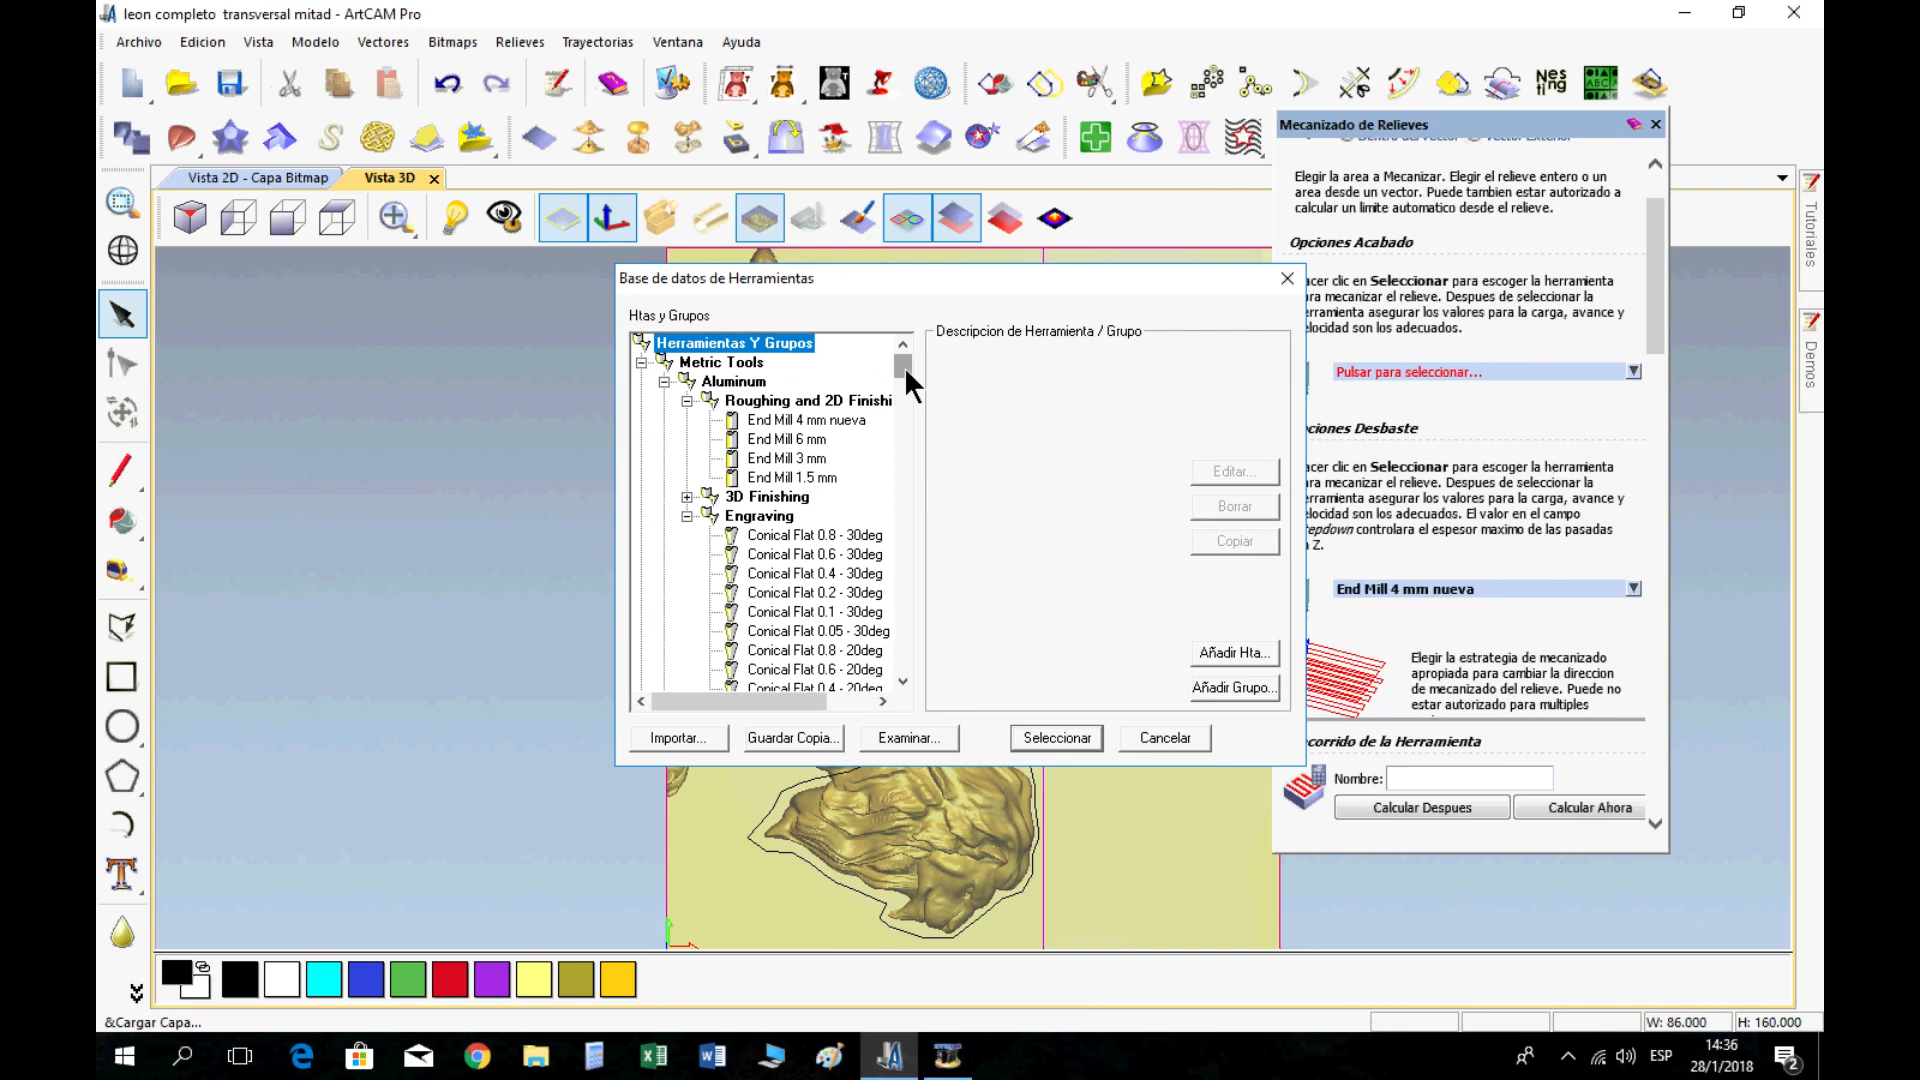 leon completo transversal mitad - ArtCAM Pro
Archivo Edicion Vista Modelo Vectores Bitmaps Relieves Trayectorias Ventana Ayuda
Nes
ti
ABC
Mecanizado de Relieves
Vista 2D - Capa Bitmap Vista 3D
Elegir la area a Mecanizar. Elegir el relieve entero o un
area desde un vector. Puede tambien estar autorizado a
calcular un limite automatico desde el relieve.
Opciones Acabado
acer clic en Seleccionar para escoger la herramienta
ra mecanizar el relieve. Despues de seleccionar la
erramienta asegurar los valores para la carga, avance y
elocidad son los adecuados.
Pulsar para seleccionar...
ciones Desbaste
acer clic en Seleccionar para escoger la herramienta
ra mecanizar el relieve. Despues de seleccionar la
erramienta asegurar los valores para la carga, avance y
elocidad son los adecuados. El valor en el campo
tepdown controlara el espesor maximo de las pasadas
Z.
End Mill 4 mm nueva
Elegir la estrategia de mecanizado
apropiada para cambiar la direccion
de mecanizado del relieve. Puede no
estar autorizado para multiples
corrido de la Herramienta
Nombre:
Calcular Despues Calcular Ahora
Tutoriales
Demos
Base de datos de Herramientas
Htas y Grupos
Herramientas Y Grupos
Metric Tools
Aluminum
Roughing and 2D Finishi
End Mill 4 mm nueva
End Mill 6 mm
End Mill 3 mm
End Mill 1.5 mm
3D Finishing
Engraving
Conical Flat 0.8 - 30deg
Conical Flat 0.6 - 30deg
Conical Flat 0.4 - 30deg
Conical Flat 0.2 - 30deg
Conical Flat 0.1 - 30deg
Conical Flat 0.05 - 30deg
Conical Flat 0.8 - 20deg
Conical Flat 0.6 - 20deg
Conical Flat 0.4 - 20deg
Descripcion de Herramienta / Grupo
Editar...
Borrar
Copiar
Añadir Hta...
Añadir Grupo...
Importar... Guardar Copia... Examinar... Seleccionar Cancelar
&Cargar Capa...
W: 86.000 H: 160.000
ESP
14:36
28/1/2018
2